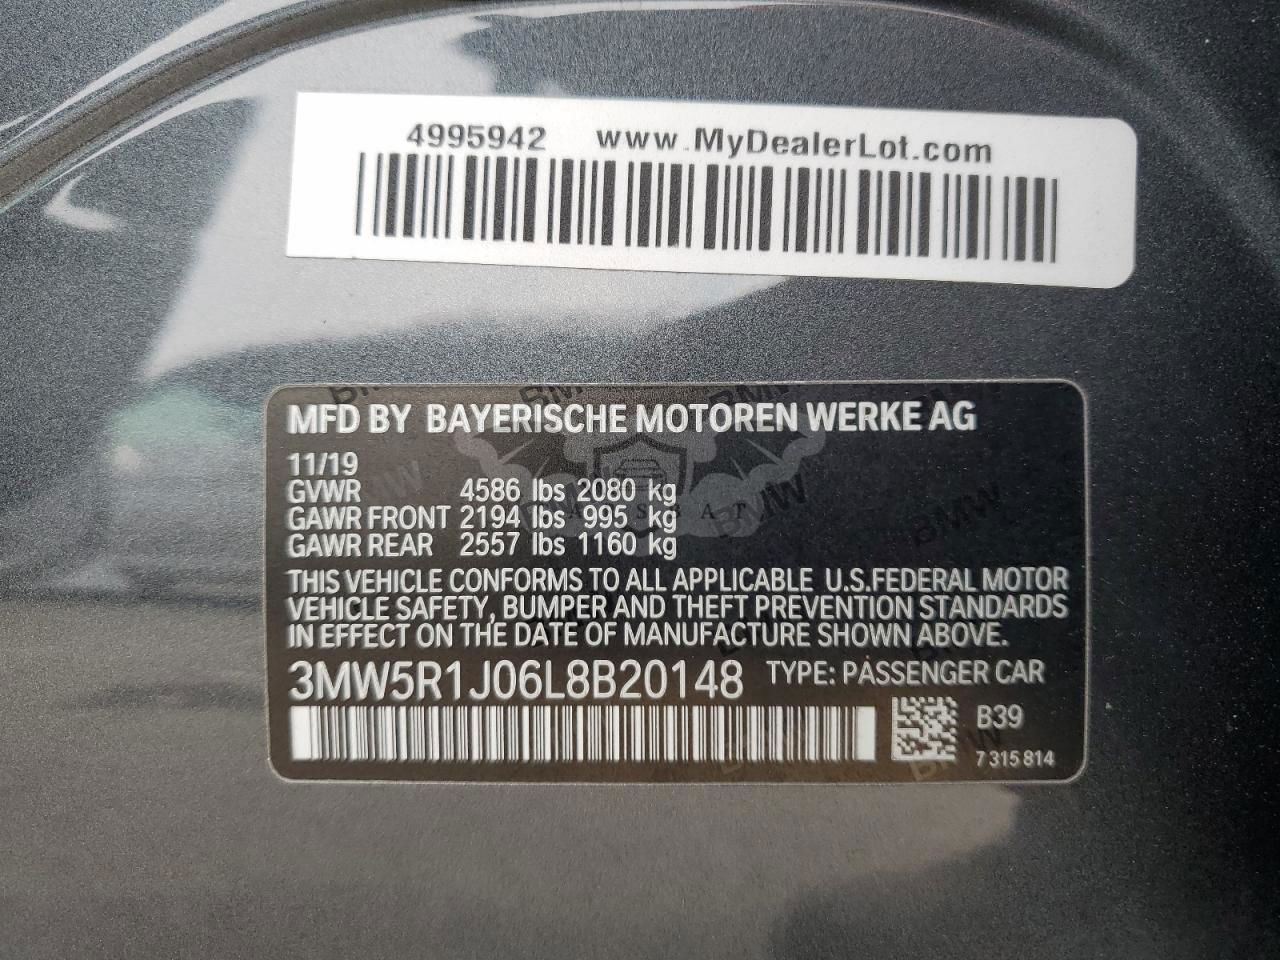 4995942 www.MyDealerLot.com
MFD BY BAYERISCHE MOTOREN WERKE AG
11/19
GVWR 4586 lbs 2080 kg
GAWR FRONT 2194 lbs 995 kg
GAWR REAR 2557 lbs 1160 kg
THIS VEHICLE CONFORMS TO ALL APPLICABLE U.S.FEDERAL MOTOR
VEHICLE SAFETY, BUMPER AND THEFT PREVENTION STANDARDS
IN EFFECT ON THE DATE OF MANUFACTURE SHOWN ABOVE.
3MW5R1J06L8B20148 TYPE: PASSENGER CAR
B39
7 315 814